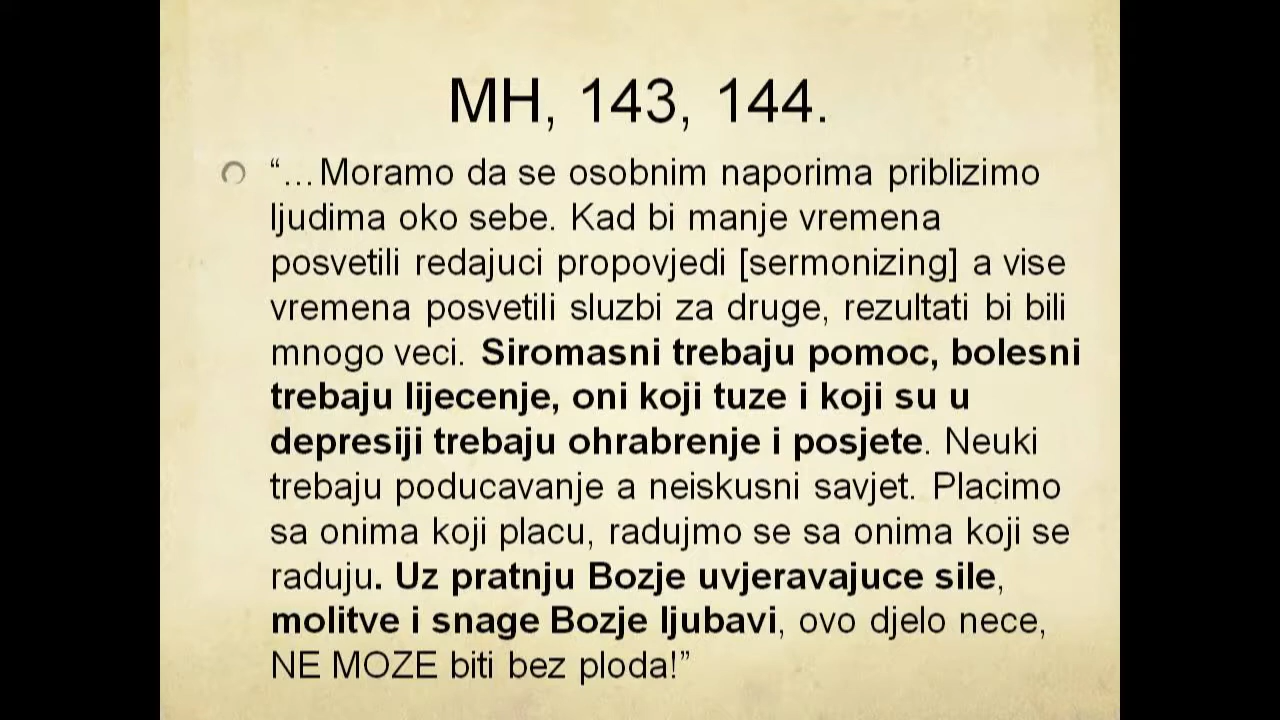 MH, 143, 144.
“…Moramo da se osobnim naporima priblizimo
ljudima oko sebe. Kad bi manje vremena
posvetili redajuci propovjedi [sermonizing] a vise
vremena posvetili sluzbi za druge, rezultati bi bili
mnogo veci. Siromasni trebaju pomoc, bolesni
trebaju lijecenje, oni koji tuze i koji su u
depresiji trebaju ohrabrenje i posjete. Neuki
trebaju poducavanje a neiskusni savjet. Placimo
sa onima koji placu, radujmo se sa onima koji se
raduju. Uz pratnju Bozje uvjeravajuce sile,
molitve i snage Bozje ljubavi, ovo djelo nece,
NE MOZE biti bez ploda!”